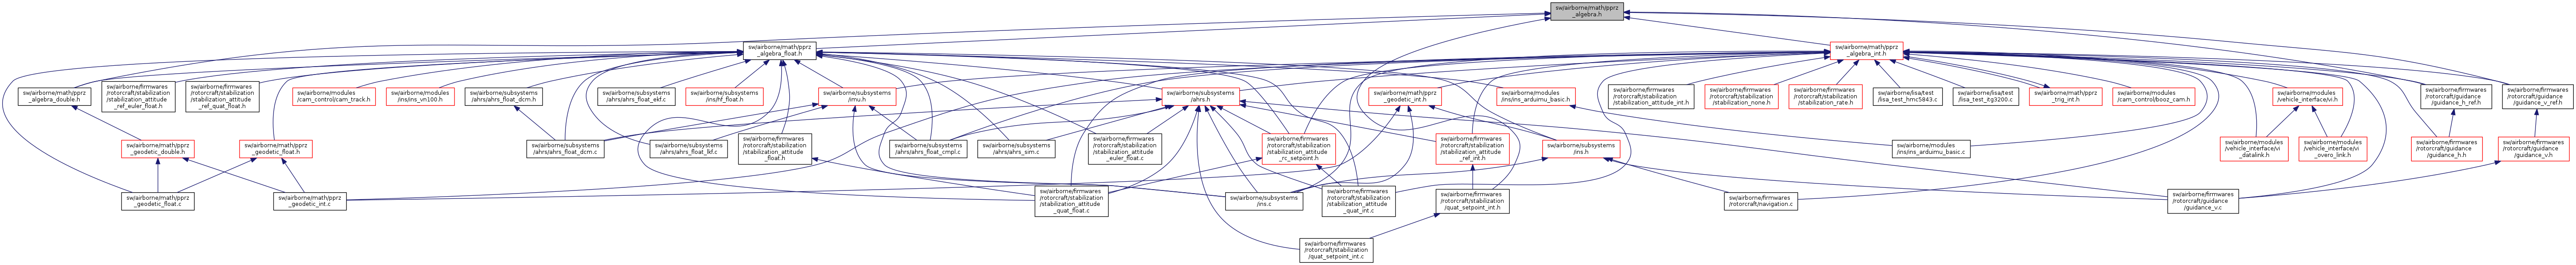 sw/airborne/math/pprz
_algebra.h
sw/airborne/math/pprz
_algebra_float.h
sw/airborne/math/pprz
_algebra_int.h
sw/airborne/math/pprz
_algebra_double.h
sw/airborne/firmwares
/rotorcraft/stabilization
/stabilization_attitude
_ref_euler_float.h
sw/airborne/firmwares
/rotorcraft/stabilization
/stabilization_attitude
_ref_quat_float.h
sw/airborne/modules
/cam_control/cam_track.h
sw/airborne/modules
/ins/ins_vn100.h
sw/airborne/subsystems
/ahrs/ahrs_float_dcm.h
sw/airborne/subsystems
/ahrs/ahrs_float_ekf.c
sw/airborne/subsystems
/ins/hf_float.h
sw/airborne/subsystems
/imu.h
sw/airborne/subsystems
/ahrs.h
sw/airborne/math/pprz
_geodetic_int.h
sw/airborne/modules
/ins/ins_arduimu_basic.h
sw/airborne/firmwares
/rotorcraft/stabilization
/stabilization_attitude_int.h
sw/airborne/firmwares
/rotorcraft/stabilization
/stabilization_none.h
sw/airborne/firmwares
/rotorcraft/stabilization
/stabilization_rate.h
sw/airborne/lisa/test
/lisa_test_hmc5843.c
sw/airborne/lisa/test
/lisa_test_itg3200.c
sw/airborne/math/pprz
_trig_int.h
sw/airborne/modules
/cam_control/booz_cam.h
sw/airborne/modules
/vehicle_interface/vi.h
sw/airborne/firmwares
/rotorcraft/guidance
/guidance_h_ref.h
sw/airborne/firmwares
/rotorcraft/guidance
/guidance_v_ref.h
sw/airborne/math/pprz
_geodetic_double.h
sw/airborne/math/pprz
_geodetic_float.h
sw/airborne/subsystems
/ahrs/ahrs_float_dcm.c
sw/airborne/subsystems
/ahrs/ahrs_float_lkf.c
sw/airborne/firmwares
/rotorcraft/stabilization
/stabilization_attitude
_float.h
sw/airborne/subsystems
/ahrs/ahrs_float_cmpl.c
sw/airborne/subsystems
/ahrs/ahrs_sim.c
sw/airborne/firmwares
/rotorcraft/stabilization
/stabilization_attitude
_euler_float.c
sw/airborne/firmwares
/rotorcraft/stabilization
/stabilization_attitude
_rc_setpoint.h
sw/airborne/firmwares
/rotorcraft/stabilization
/stabilization_attitude
_ref_int.h
sw/airborne/subsystems
/ins.h
sw/airborne/modules
/ins/ins_arduimu_basic.c
sw/airborne/modules
/vehicle_interface/vi
_datalink.h
sw/airborne/modules
/vehicle_interface/vi
_overo_link.h
sw/airborne/firmwares
/rotorcraft/guidance
/guidance_h.h
sw/airborne/firmwares
/rotorcraft/guidance
/guidance_v.h
sw/airborne/math/pprz
_geodetic_float.c
sw/airborne/math/pprz
_geodetic_int.c
sw/airborne/firmwares
/rotorcraft/stabilization
/stabilization_attitude
_quat_float.c
sw/airborne/subsystems
/ins.c
sw/airborne/firmwares
/rotorcraft/stabilization
/stabilization_attitude
_quat_int.c
sw/airborne/firmwares
/rotorcraft/stabilization
/quat_setpoint_int.h
sw/airborne/firmwares
/rotorcraft/navigation.c
sw/airborne/firmwares
/rotorcraft/guidance
/guidance_v.c
sw/airborne/firmwares
/rotorcraft/stabilization
/quat_setpoint_int.c